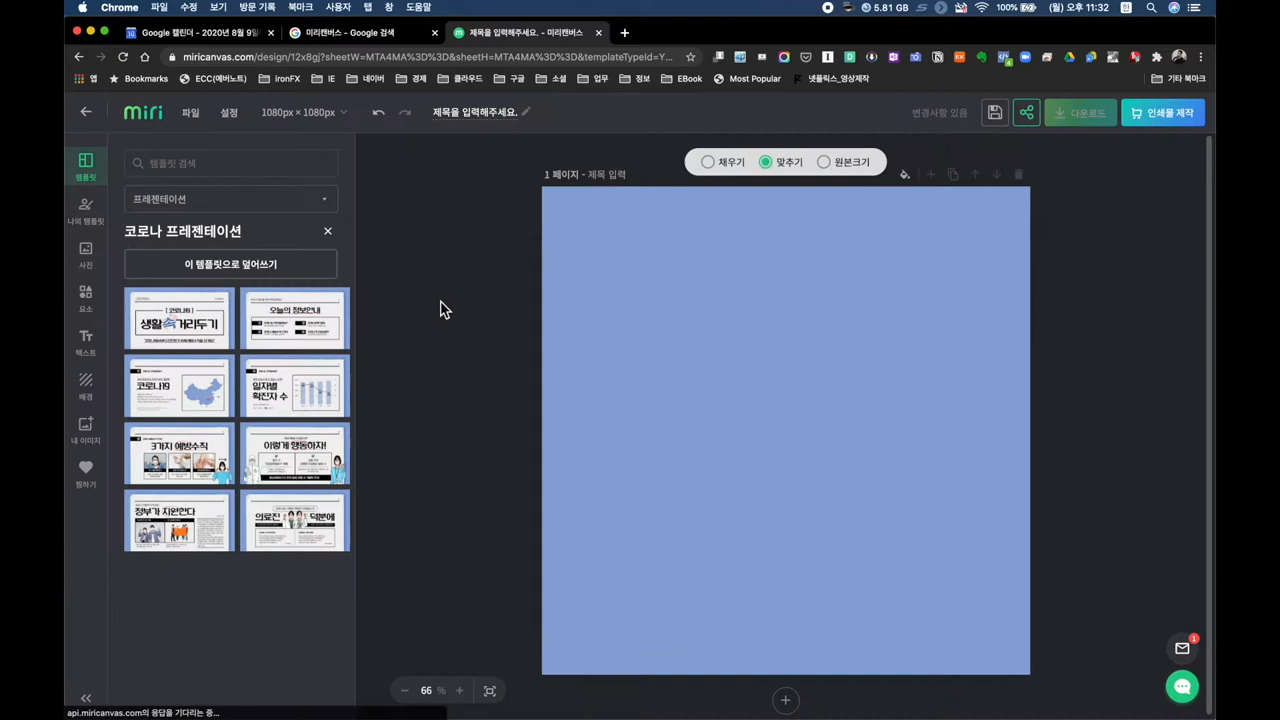 Chrome 파일 수정 보기 방문 기록 북마크 사용자 탭 창 도움말
5.81 GB 100% 한 (월) 오후 11:32
Google 캘린더 - 2020년 8월 9일
미리캔버스 - Google 검색
제목을 입력해주세요. - 미리캔버스
miricanvas.com/design/12x8gj?sheetW=MTA4MA%3D%3D&sheetH=MTA4MA%3D%3D&templateTypeId=Y...
앱 Bookmarks ECC(에버노트) IronFX IE 네이버 경제 클라우드 구글 소셜 업무 정보 EBook Most Popular 넷플릭스_영상제작 기타 북마크
miri 파일 설정 1080px × 1080px 제목을 입력해주세요. 변경사항 있음 다운로드 인쇄물 제작
템플릿
나의 템플릿
사진
요소
텍스트
배경
내 이미지
찜하기
템플릿 검색
프레젠테이션
코로나 프레젠테이션
이 템플릿으로 덮어쓰기
[ 코로나19 ]
생활 속 거리두기
오늘의 정보안내
코로나19
일자별
확진자 수
3가지 예방수칙
이렇게 행동하자!
정부가 지원한다
의료진 덕분에
채우기 맞추기 원본크기
1 페이지 - 제목 입력
66 %
1
api.miricanvas.com의 응답을 기다리는 중...